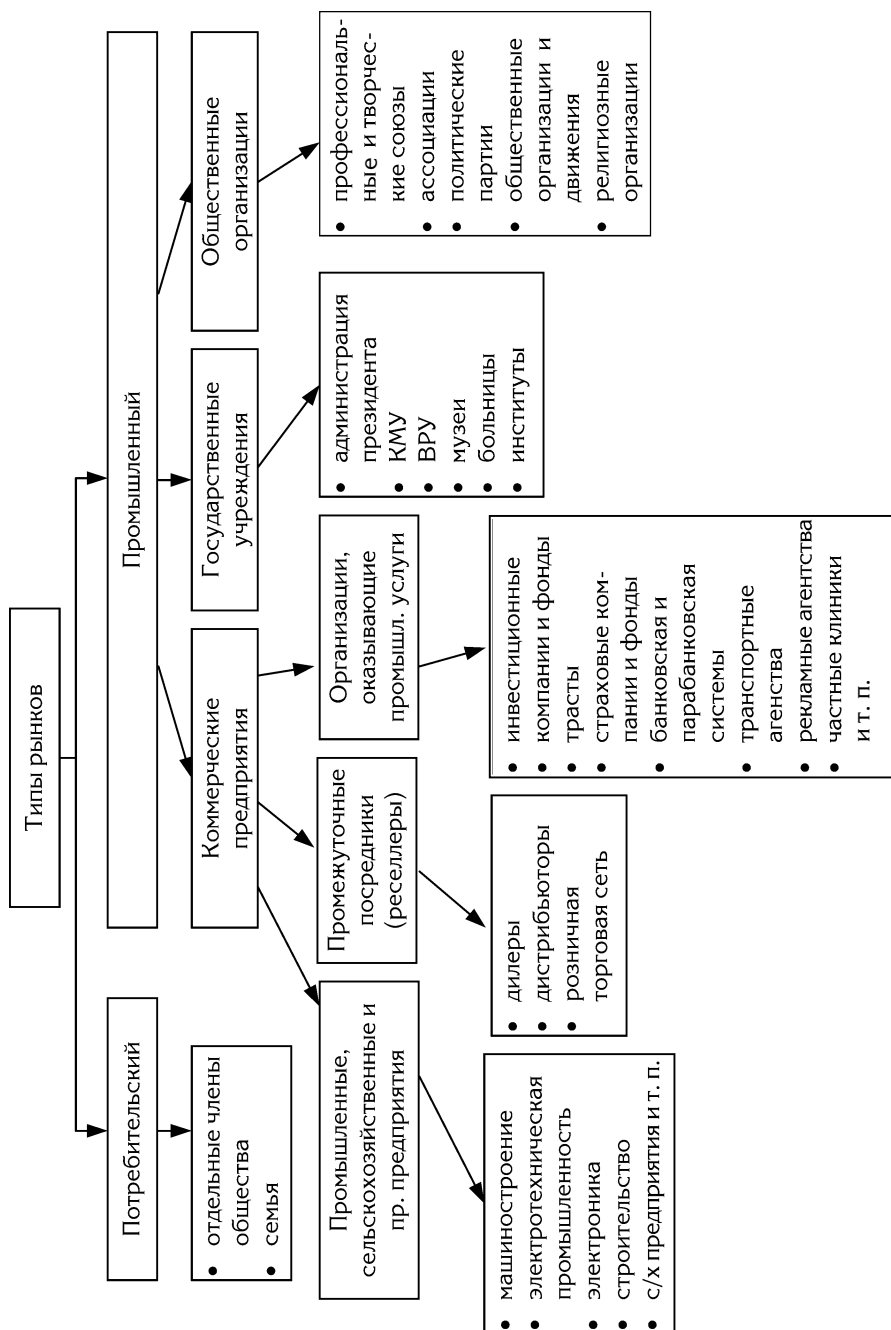 Типы рынков
Потребительский
Промышленный
• отдельные члены
общества
• семья
Коммерческие
предприятия
Государственные
учреждения
Общественные
организации
Промышленные,
сельскохозяйственные и
пр. предприятия
Промежуточные
посредники
(реселлеры)
Организации,
оказывающие
промышл. услуги
• администрация
президента
• КМУ
• ВРУ
• музеи
• больницы
• институты
• профессиональ-
ные и творчес-
кие союзы
• ассоциации
• политические
партии
• общественные
организации и
движения
• религиозные
организации
• машиностроение
• электротехническая
промышленность
• электроника
• строительство
• с/х предприятия и т. п.
• дилеры
• дистрибьюторы
• розничная
торговая сеть
• инвестиционные
• компании и фонды
• трасты
• страховые ком-
пании и фонды
• банковская и
парабанковская
системы
• транспортные
агенства
• рекламные агентства
• частные клиники
и т. п.